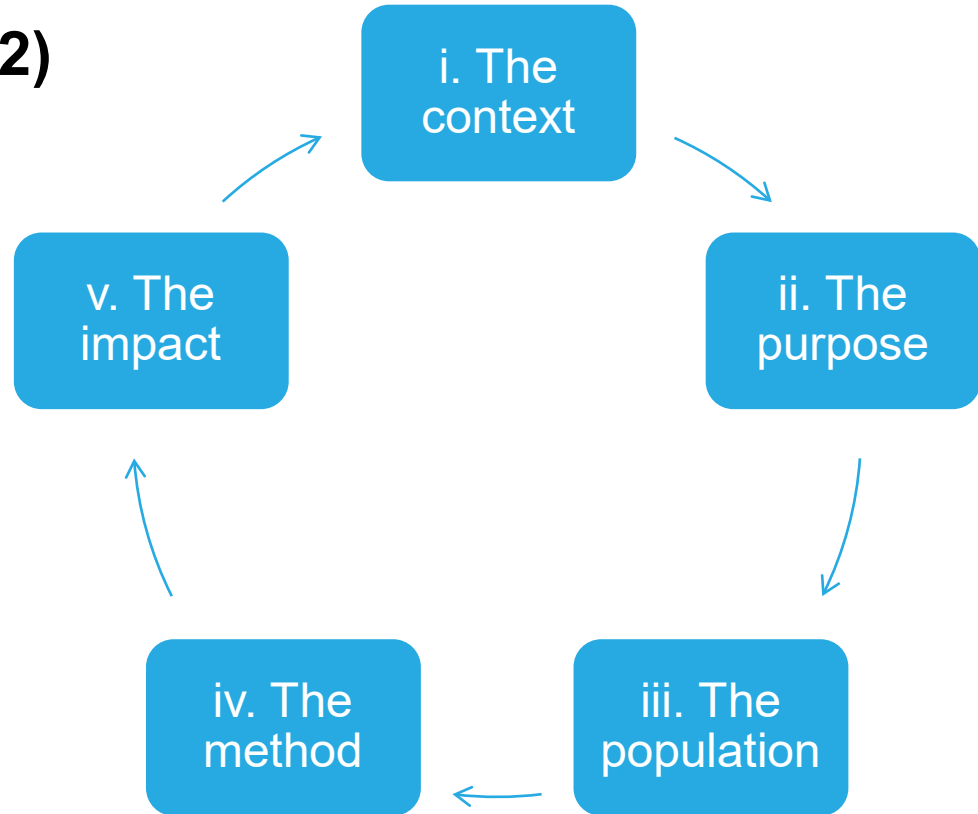 2)
i. The
context
ii. The
purpose
iii. The
population
iv. The
method
v. The
impact